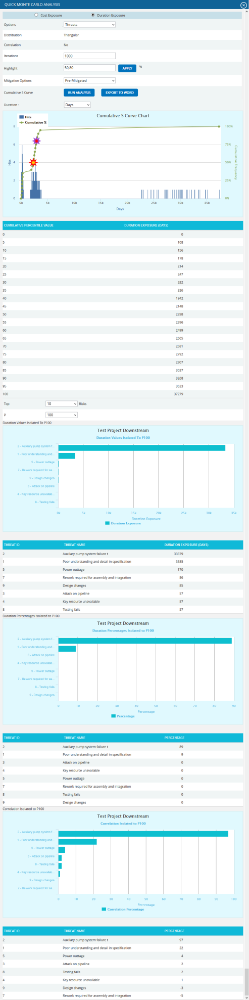 QUICK MONTE CARLO ANALYSIS
Cost Exposure Duration Exposure
Options Threats
Distribution Triangular
Correlation No
Iterations 1000
Highlight 50,80 APPLY %
Mitigation Options Pre-Mitigated
Cumulative S Curve RUN ANALYSIS EXPORT TO WORD
Duration : Days
Cumulative S Curve Chart
Hits
Cumulative %
8 100%
6 75%
4 50%
2 25%
0 0%
Hits
Cumulative Frequency
0k 5k 10k 15k 20k 25k 30k 35k
Days
CUMULATIVE PERCENTILE VALUE DURATION EXPOSURE (DAYS)
0 0
5 108
10 156
15 178
20 214
25 247
30 282
35 326
40 1942
45 2148
50 2298
55 2396
60 2499
65 2605
70 2681
75 2792
80 2907
85 3037
90 3268
95 3633
100 37279
Top 10 Risks
P 100
Duration Values Isolated To P100
Test Project Downstream
Duration Values Isolated To P100
2 - Auxilary pump system f...
1 - Poor understanding and...
5 - Power outtage
7 - Rework required for as...
9 - Design changes
3 - Attack on pipeline
4 - Key resource unavailab...
8 - Testing fails
0k 5k 10k 15k 20k 25k 30k 35k
Duration Exposure
Duration Exposure
THREAT ID THREAT NAME DURATION EXPOSURE (DAYS)
2 Auxilary pump system failure t 33379
1 Poor understanding and detail in specification 3385
5 Power outtage 170
7 Rework required for assembly and integration 86
9 Design changes 85
3 Attack on pipeline 57
4 Key resource unavailable 57
8 Testing fails 57
Duration Percentages Isolated to P100
Test Project Downstream
Duration Percentages Isolated to P100
2 - Auxilary pump system f...
1 - Poor understanding and...
3 - Attack on pipeline
4 - Key resource unavailab...
5 - Power outtage
7 - Rework required for as...
8 - Testing fails
9 - Design changes
0 10 20 30 40 50 60 70 80 90
Percentage
Percentage
THREAT ID THREAT NAME PERCENTAGE
2 Auxilary pump system failure t 89
1 Poor understanding and detail in specification 9
3 Attack on pipeline 0
4 Key resource unavailable 0
5 Power outtage 0
7 Rework required for assembly and integration 0
8 Testing fails 0
9 Design changes 0
Correlation Isolated to P100
Test Project Downstream
Correlation Isolated to P100
2 - Auxilary pump system f...
1 - Poor understanding and...
5 - Power outtage
3 - Attack on pipeline
8 - Testing fails
4 - Key resource unavailab...
9 - Design changes
7 - Rework required for as...
0 10 20 30 40 50 60 70 80 90 100
Percentage
Correlation Percentage
THREAT ID THREAT NAME PERCENTAGE
2 Auxilary pump system failure t 97
1 Poor understanding and detail in specification 22
5 Power outtage 4
3 Attack on pipeline 2
8 Testing fails 2
4 Key resource unavailable 1
9 Design changes -3
7 Rework required for assembly and integration -5